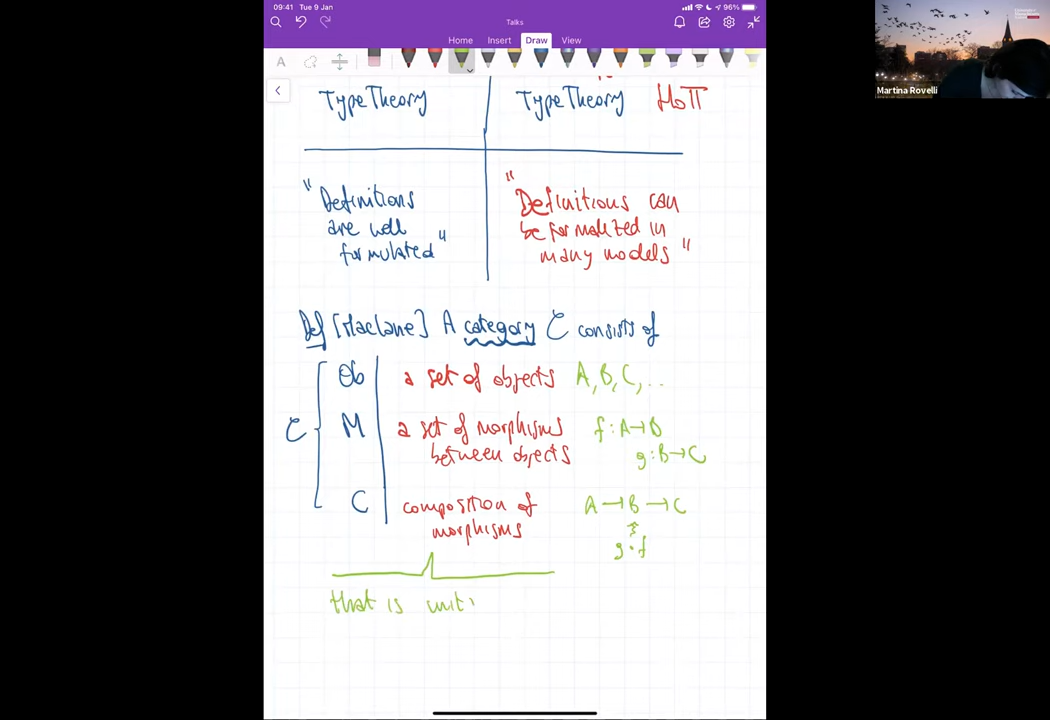 09:41 Tue 9 Jan
96%
Talks
Home Insert Draw View
Martina Rovelli
Type Theory
Type Theory HoTT
"Definitions
are well
formulated"
"Definitions can
be formalized in
many models"
Def [MacLane] A category C consists of
Ob a set of objects A, B, C, ...
C M a set of morphisms f : A → B
between objects g : B → C
C composition of A → B → C
morphisms
g·f
that is unit